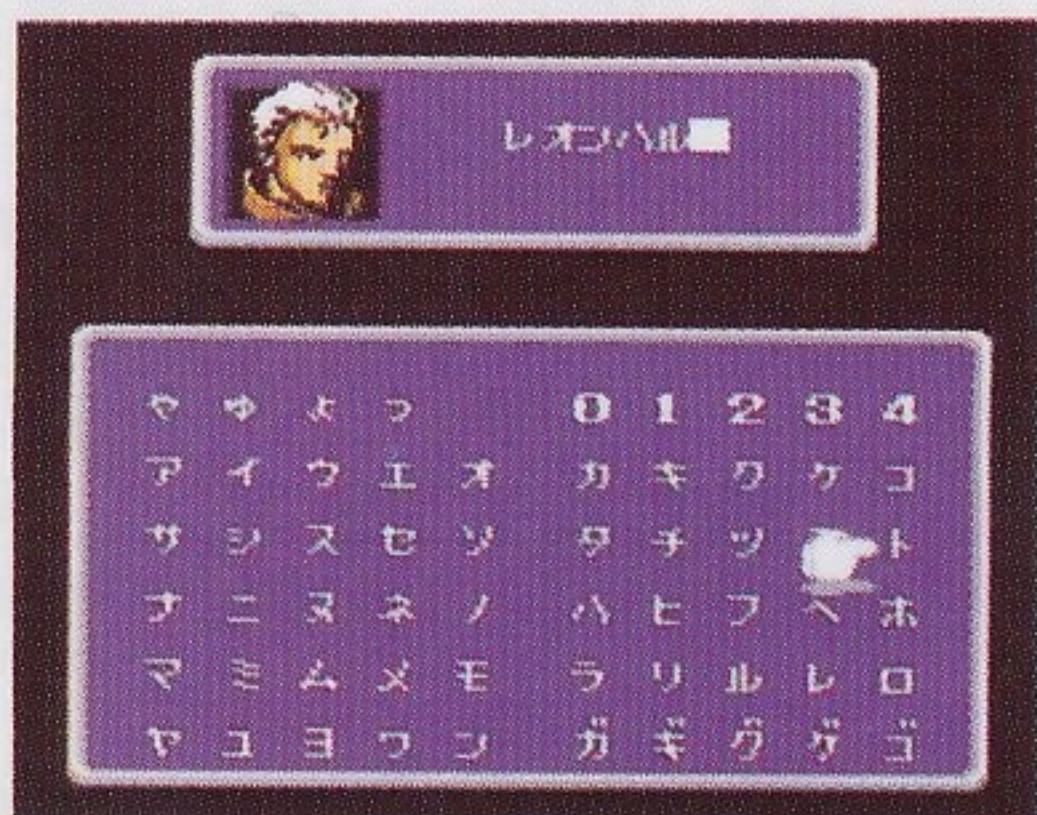 レオンハル
ゃ ゅ ょ っ 0 1 2 3 4
ア イ ウ エ オ カ キ ク ケ コ
サ シ ス セ ソ タ チ ツ ト
ナ ニ ヌ ネ ノ ハ ヒ フ ヘ ホ
マ ミ ム メ モ ラ リ ル レ ロ
ヤ ユ ヨ ワ ン ガ ギ グ ゲ ゴ